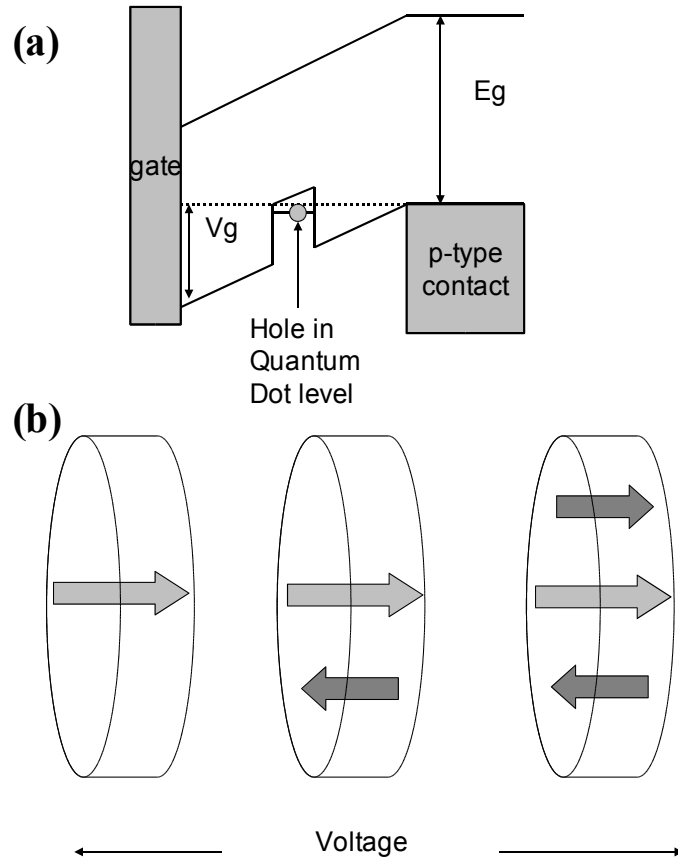 (a)
gate
Eg
Vg
p-type
contact
Hole in
Quantum
Dot level
(b)
Voltage